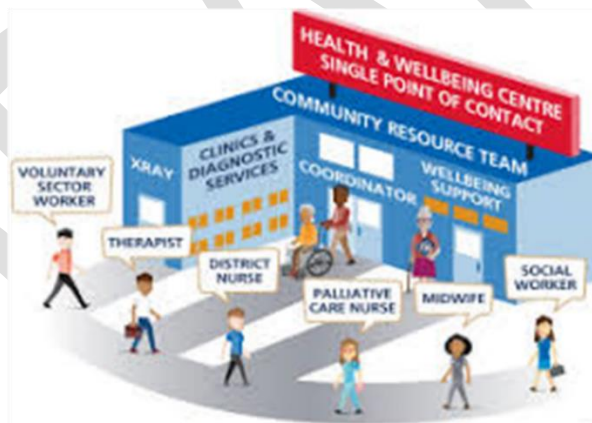 HEALTH & WELLBEING CENTRE
SINGLE POINT OF CONTACT
COMMUNITY RESOURCE TEAM
XRAY
CLINICS &
DIAGNOSTIC
SERVICES
COORDINATOR
WELLBEING
SUPPORT
VOLUNTARY
SECTOR
WORKER
THERAPIST
DISTRICT
NURSE
PALLIATIVE
CARE NURSE
MIDWIFE
SOCIAL
WORKER